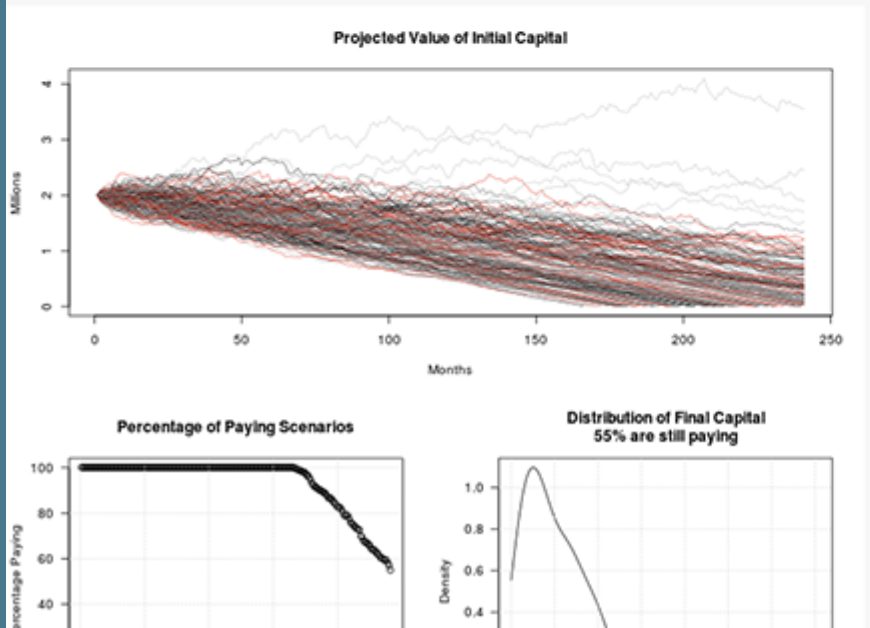 Projected Value of Initial Capital
Millions
4
3
2
1
0
0 50 100 150 200 250
Months
Percentage of Paying Scenarios
100
80
60
40
ercentage Paying
Distribution of Final Capital
55% are still paying
1.0
0.8
0.6
0.4
Density